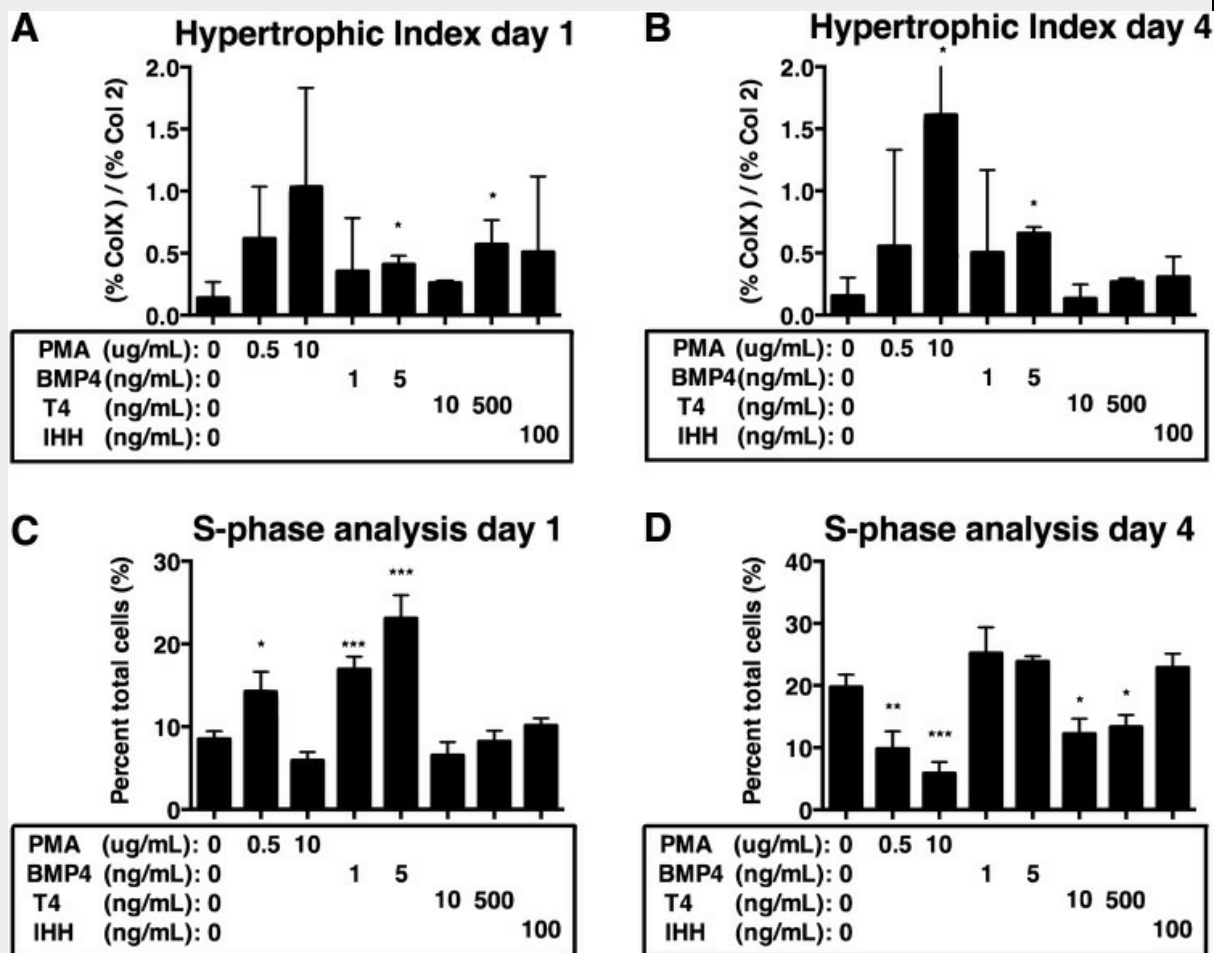 A
Hypertrophic Index day 1
(% ColX ) / (% Col 2)
2.0
1.5
1.0
0.5
0.0
*
*
PMA (ug/mL): 0 0.5 10
BMP4(ng/mL): 0 1 5
T4 (ng/mL): 0 10 500
IHH (ng/mL): 0 100
B
Hypertrophic Index day 4
(% ColX ) / (% Col 2)
2.0
1.5
1.0
0.5
0.0
*
*
PMA (ug/mL): 0 0.5 10
BMP4(ng/mL): 0 1 5
T4 (ng/mL): 0 10 500
IHH (ng/mL): 0 100
C
S-phase analysis day 1
Percent total cells (%)
30
20
10
0
*
***
***
PMA (ug/mL): 0 0.5 10
BMP4 (ng/mL): 0 1 5
T4 (ng/mL): 0 10 500
IHH (ng/mL): 0 100
D
S-phase analysis day 4
Percent total cells (%)
40
30
20
10
0
**
***
*
*
PMA (ug/mL): 0 0.5 10
BMP4 (ng/mL): 0 1 5
T4 (ng/mL): 0 10 500
IHH (ng/mL): 0 100